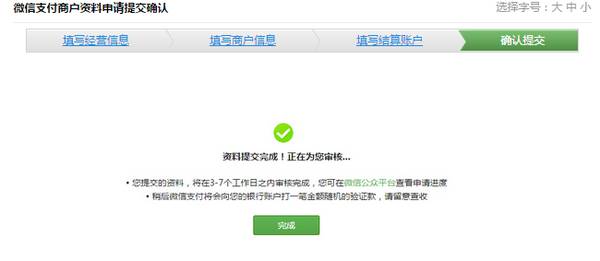 微信支付商户资料申请提交确认 选择字号：大 中 小
填写经营信息 填写商户信息 填写结算账户 确认提交
资料提交完成！正在为您审核...
• 您提交的资料，将在3-7个工作日之内审核完成，您可在微信公众平台查看申请进度
• 稍后微信支付将会向您的银行账户打一笔金额随机的验证款，请留意查收
完成